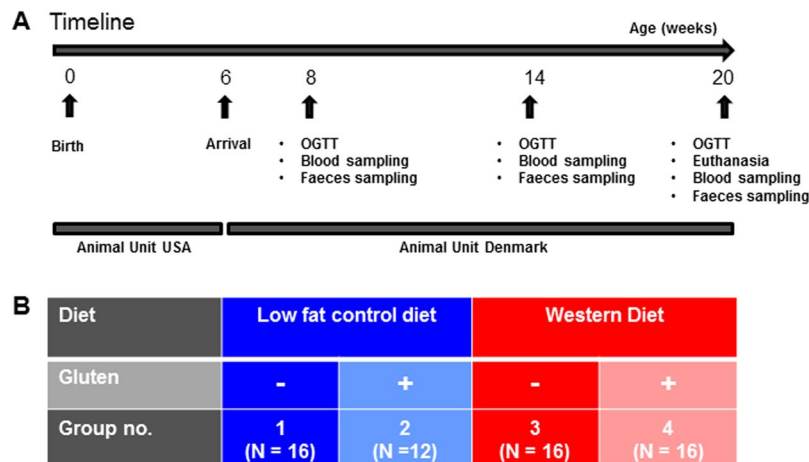 A Timeline
Age (weeks)
0 6 8 14 20
Birth
Arrival
• OGTT
• Blood sampling
• Faeces sampling
• OGTT
• Blood sampling
• Faeces sampling
• OGTT
• Euthanasia
• Blood sampling
• Faeces sampling
Animal Unit USA Animal Unit Denmark
B
Diet Low fat control diet Western Diet
Gluten - + - +
Group no. 1 2 3 4
(N = 16) (N =12) (N = 16) (N = 16)